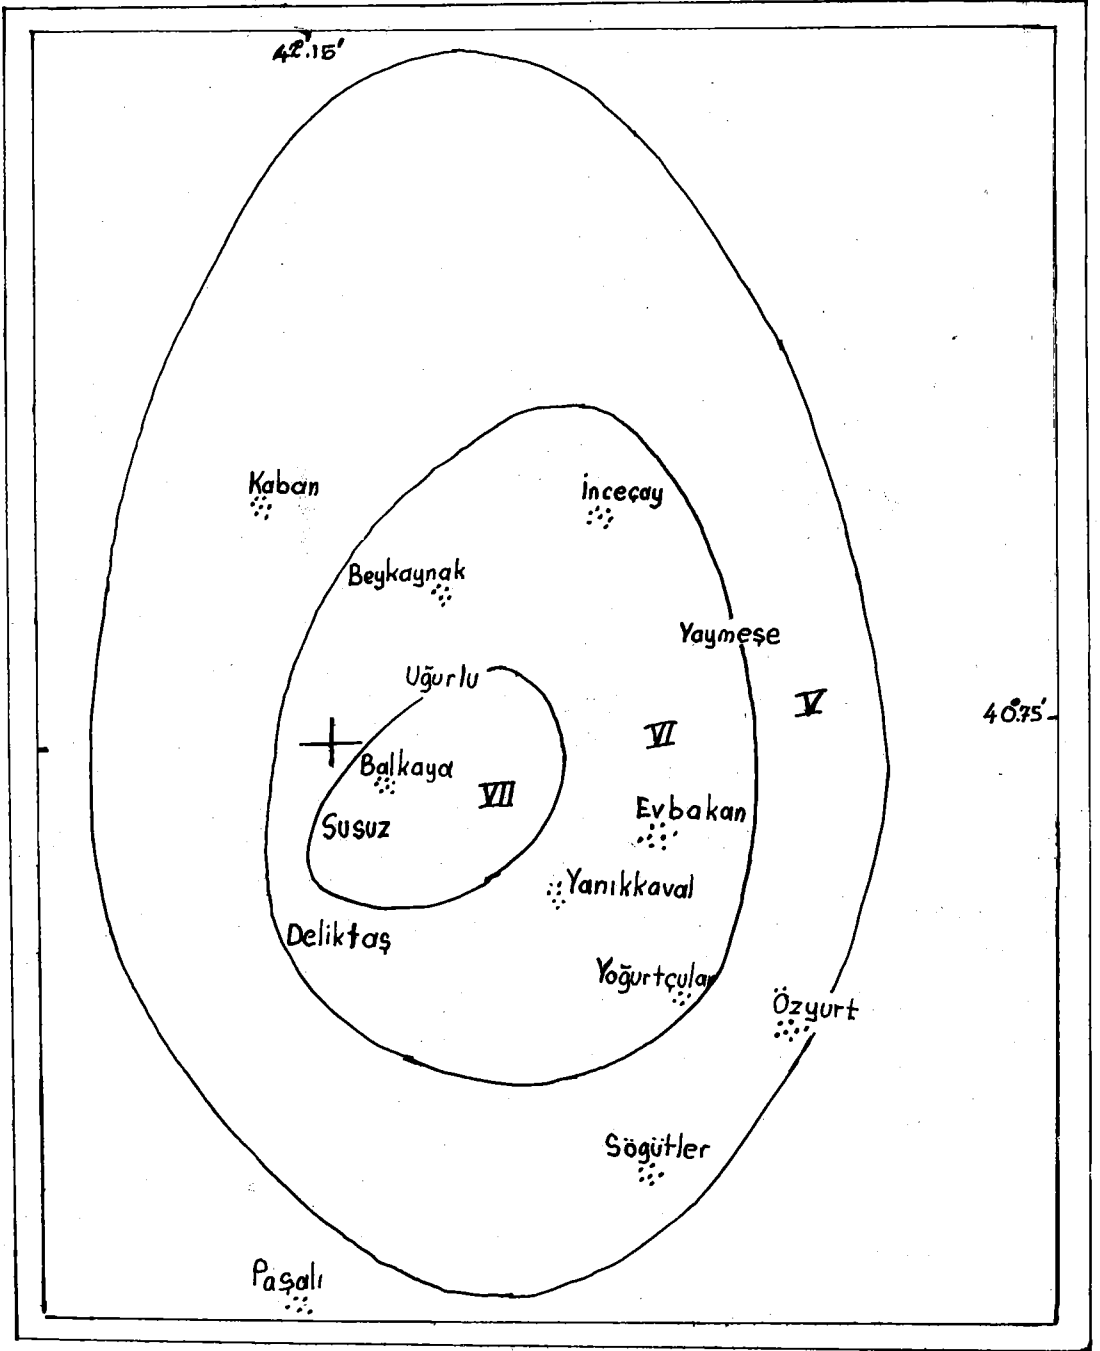 42°.15'
Kaban
İnceçay
Beykaynak
Yaymeşe
Uğurlu
V
40°.75'
VI
Balkaya
VII
Evbakan
Susuz
Yanıkkaval
Deliktaş
Yoğurtçular
Özyurt
Söğütler
Paşalı